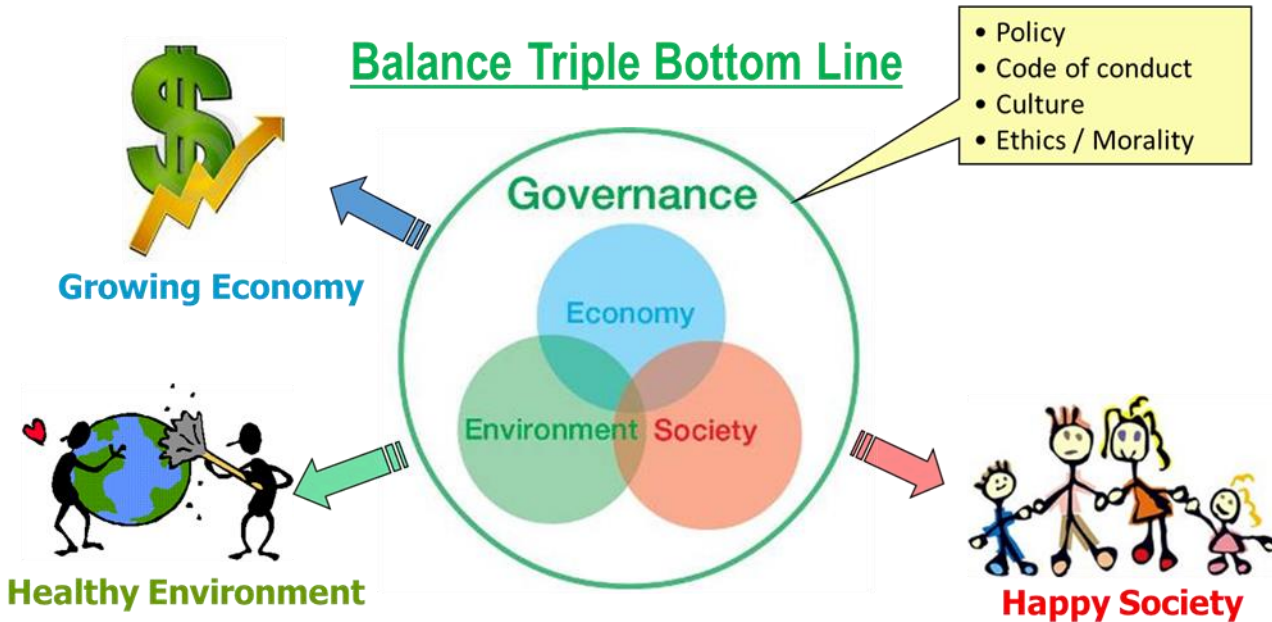 Balance Triple Bottom Line
• Policy
• Code of conduct
• Culture
• Ethics / Morality
Governance
Growing Economy
Economy
Environment
Society
Healthy Environment
Happy Society